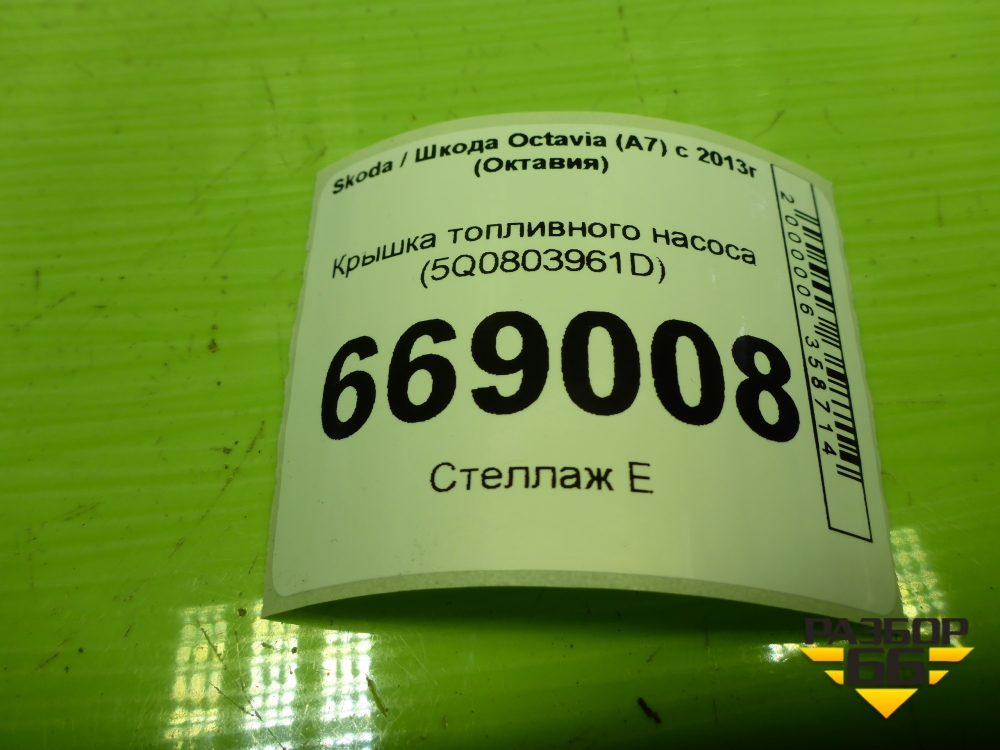 Skoda / Шкода Octavia (A7) с 2013г
(Октавия)
Крышка топливного насоса
(5Q0803961D)
669008
Стеллаж Е
2000006358714
РАЗБОР
66